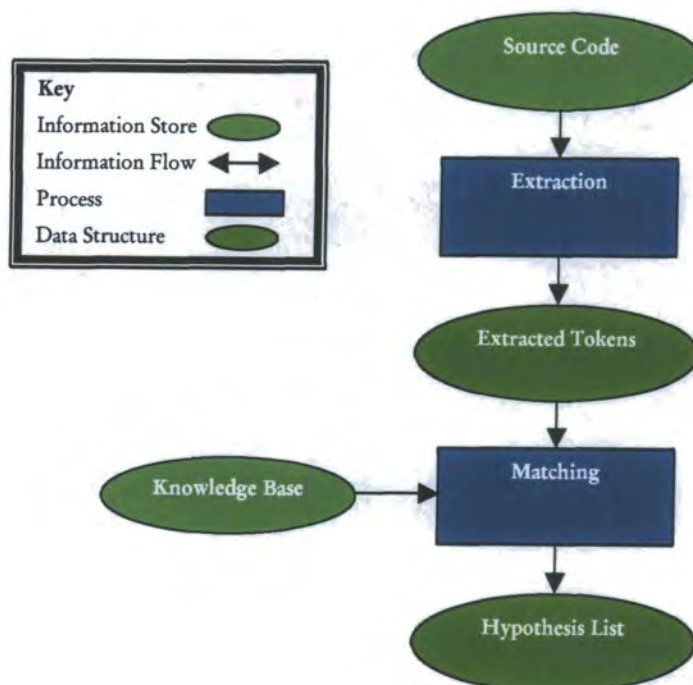 Key
Information Store
Information Flow
Process
Data Structure
Source Code
Extraction
Extracted Tokens
Knowledge Base
Matching
Hypothesis List